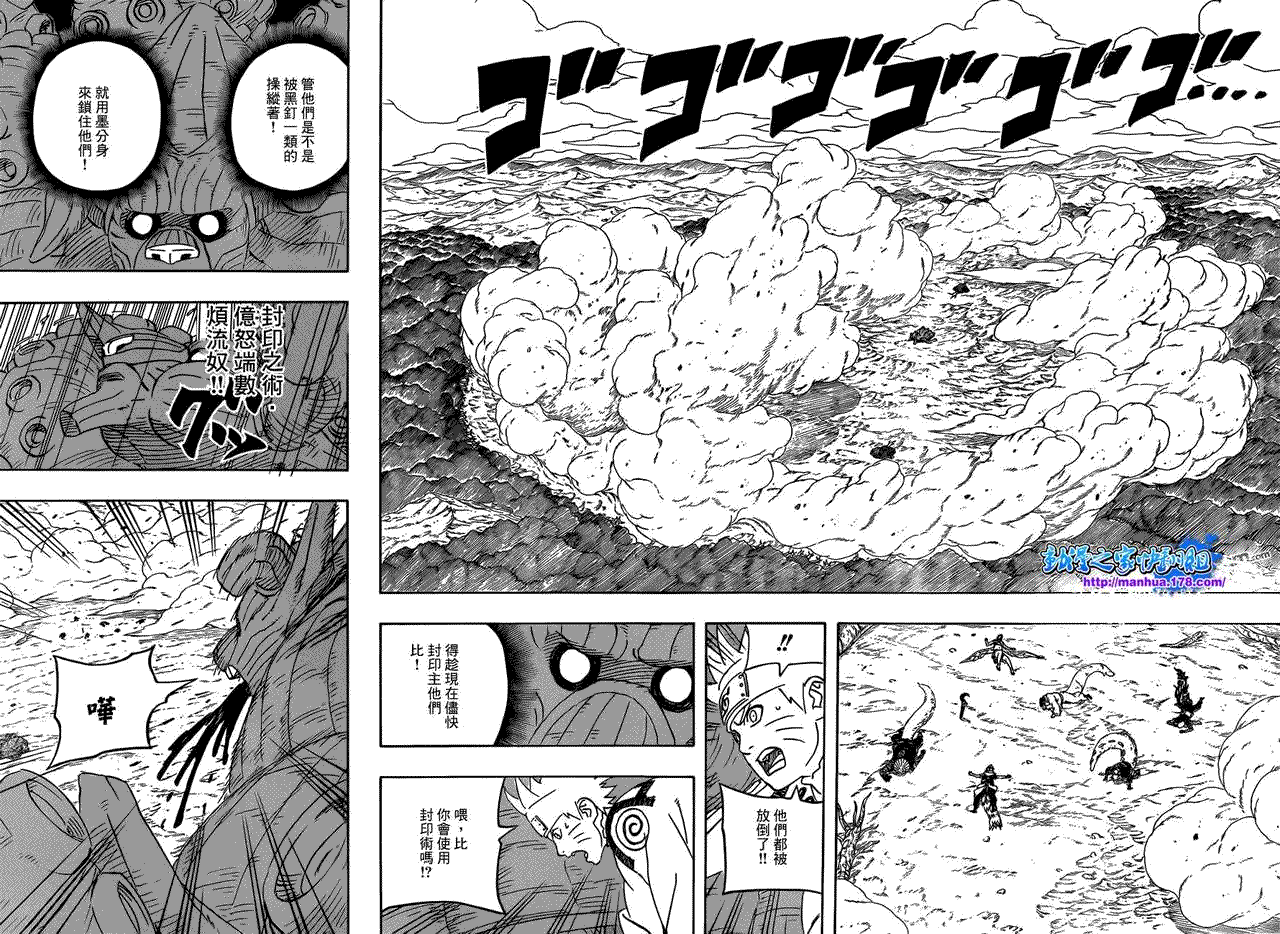 ゴゴゴゴゴゴ‥‥
http://manhua.178.com/
!!
他們都被
放倒了!!
得趁現在儘快
封印主他們
比！
喂，比
你會使用
封印術嗎!?
管他們是不是
被黑釘一類的
操縱著！
就用墨分身
來鎖住他們！
封印之術．
億怒端數
煩流奴!!
グッ
嘩